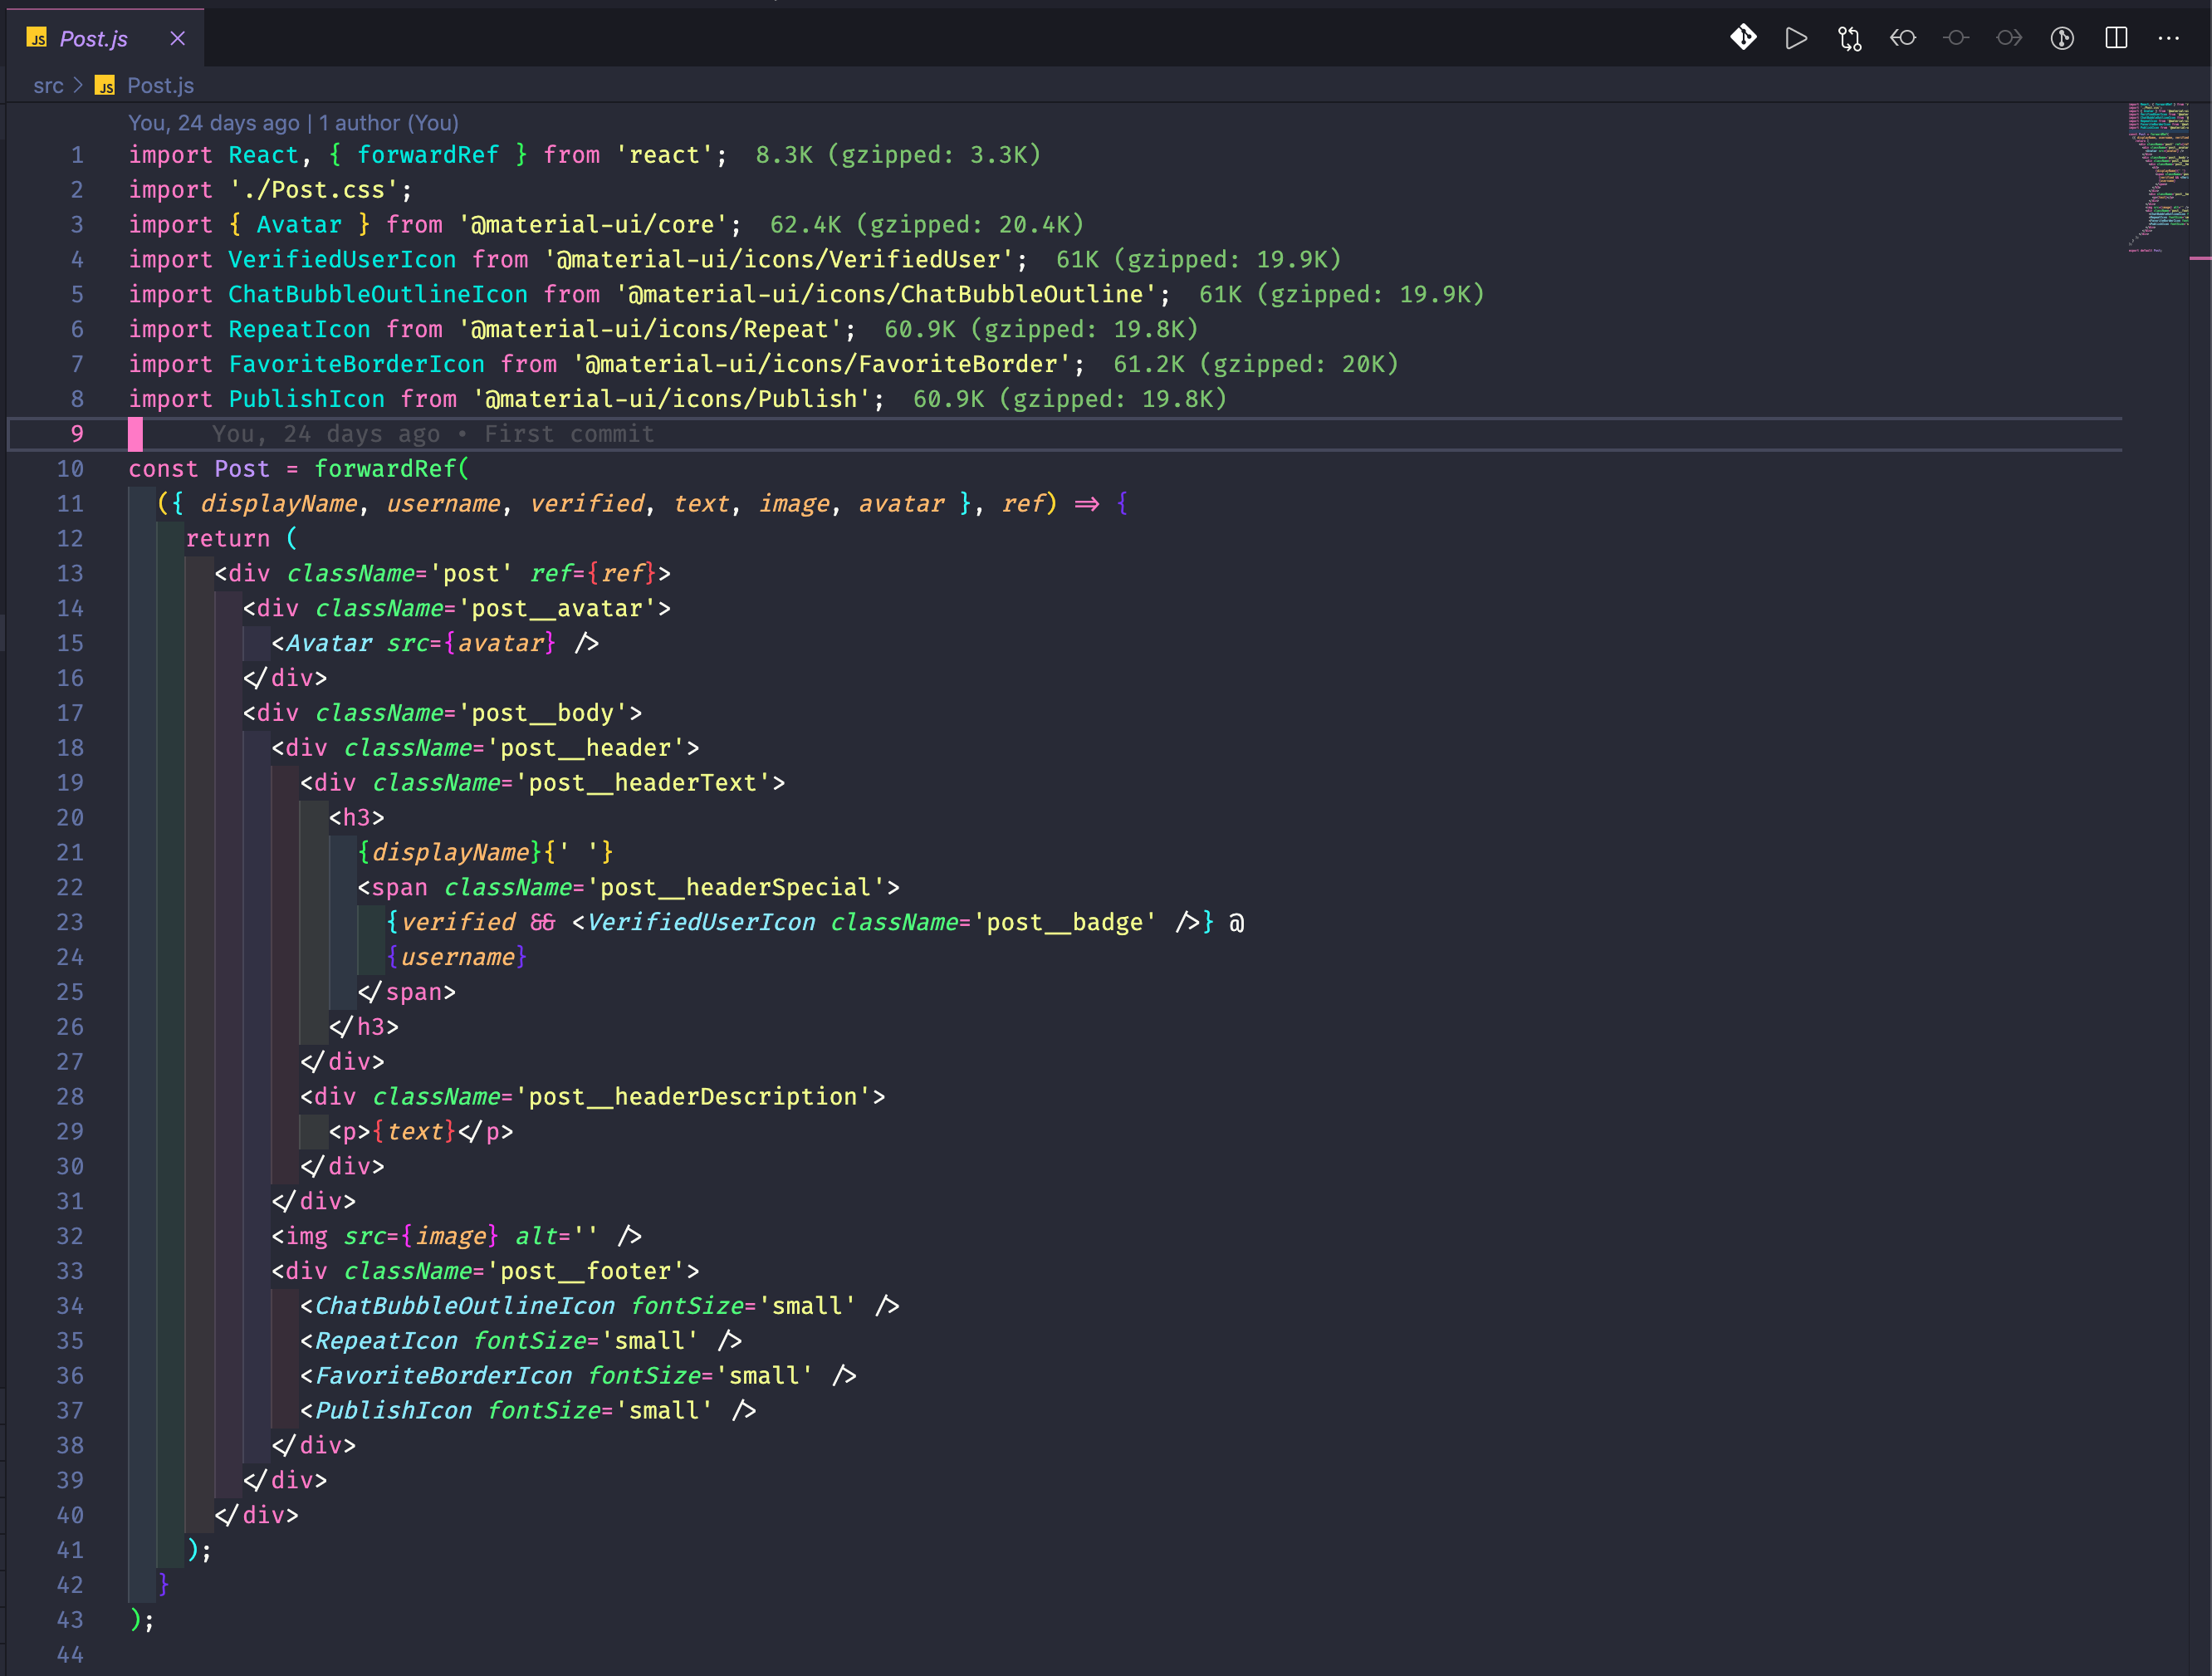 JS Post.js
src > JS Post.js
You, 24 days ago | 1 author (You)
1 import React, { forwardRef } from 'react'; 8.3K (gzipped: 3.3K)
2 import './Post.css';
3 import { Avatar } from '@material-ui/core'; 62.4K (gzipped: 20.4K)
4 import VerifiedUserIcon from '@material-ui/icons/VerifiedUser'; 61K (gzipped: 19.9K)
5 import ChatBubbleOutlineIcon from '@material-ui/icons/ChatBubbleOutline'; 61K (gzipped: 19.9K)
6 import RepeatIcon from '@material-ui/icons/Repeat'; 60.9K (gzipped: 19.8K)
7 import FavoriteBorderIcon from '@material-ui/icons/FavoriteBorder'; 61.2K (gzipped: 20K)
8 import PublishIcon from '@material-ui/icons/Publish'; 60.9K (gzipped: 19.8K)
9 You, 24 days ago • First commit
10 const Post = forwardRef(
11 ({ displayName, username, verified, text, image, avatar }, ref) => {
12 return (
13 <div className='post' ref={ref}>
14 <div className='post__avatar'>
15 <Avatar src={avatar} />
16 </div>
17 <div className='post__body'>
18 <div className='post__header'>
19 <div className='post__headerText'>
20 <h3>
21 {displayName}{' '}
22 <span className='post__headerSpecial'>
23 {verified && <VerifiedUserIcon className='post__badge' />} @
24 {username}
25 </span>
26 </h3>
27 </div>
28 <div className='post__headerDescription'>
29 <p>{text}</p>
30 </div>
31 </div>
32 <img src={image} alt='' />
33 <div className='post__footer'>
34 <ChatBubbleOutlineIcon fontSize='small' />
35 <RepeatIcon fontSize='small' />
36 <FavoriteBorderIcon fontSize='small' />
37 <PublishIcon fontSize='small' />
38 </div>
39 </div>
40 </div>
41 );
42 }
43 );
44